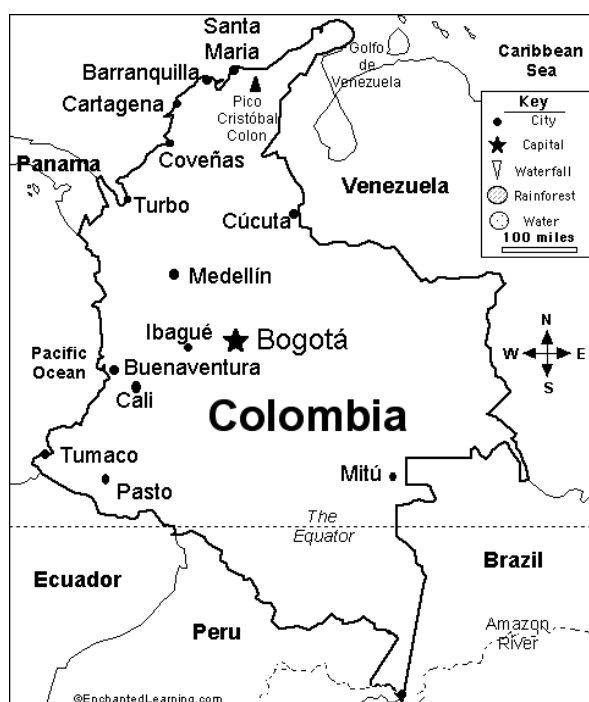 Santa
Maria
Barranquilla
Cartagena
Pico
Cristóbal
Colon
Golfo
de
Venezuela
Caribbean
Sea
Key
City
Capital
Waterfall
Rainforest
Water
100 miles
Panama
Coveñas
Venezuela
Turbo
Cúcuta
Medellín
N
W
E
S
Ibagué
Bogotá
Pacific
Ocean
Buenaventura
Cali
Colombia
Tumaco
Pasto
Mitú
The
Equator
Ecuador
Peru
Brazil
Amazon
River
©EnchantedLearning.com